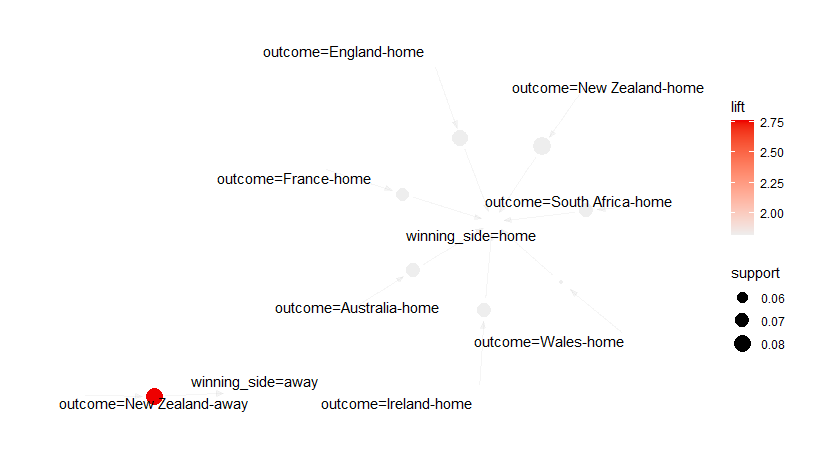 outcome=England-home
outcome=New Zealand-home
outcome=France-home
outcome=South Africa-home
winning_side=home
outcome=Australia-home
outcome=Wales-home
winning_side=away
outcome=New Zealand-away
outcome=Ireland-home
lift
2.75
2.50
2.25
2.00
support
0.06
0.07
0.08